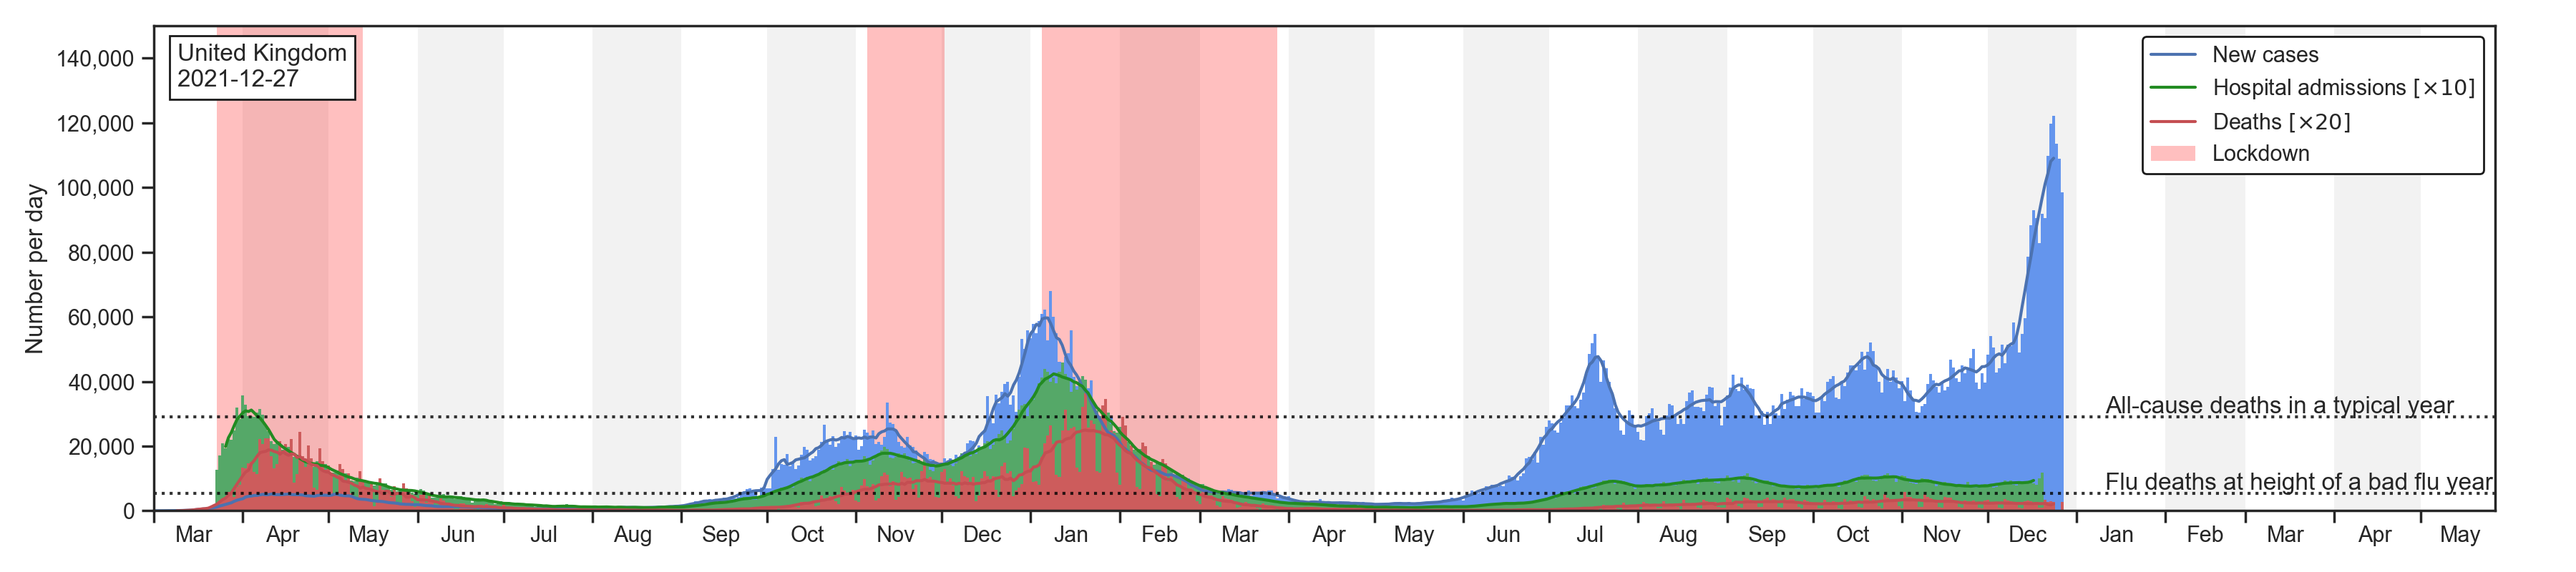 United Kingdom
2021-12-27
New cases
Hospital admissions [×10]
Deaths [×20]
Lockdown
Number per day
140,000
120,000
100,000
80,000
60,000
40,000
20,000
0
All-cause deaths in a typical year
Flu deaths at height of a bad flu year
Mar Apr May Jun Jul Aug Sep Oct Nov Dec Jan Feb Mar Apr May Jun Jul Aug Sep Oct Nov Dec Jan Feb Mar Apr May